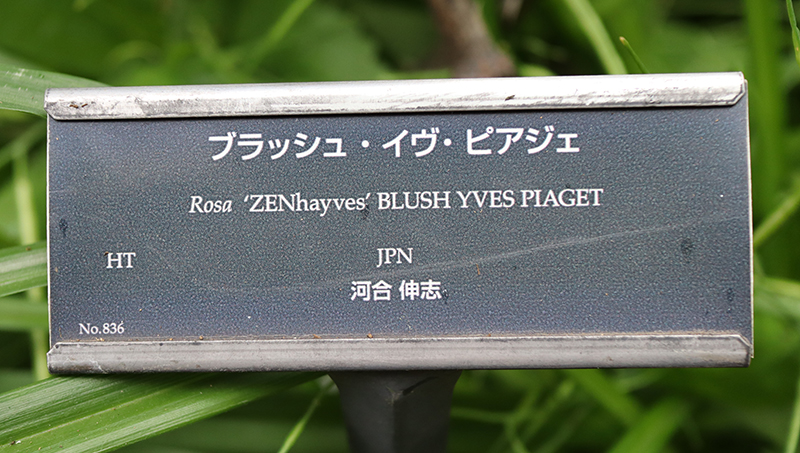 ブラッシュ・イヴ・ピアジェ
Rosa ‘ZENhayves’ BLUSH YVES PIAGET
HT JPN
河合 伸志
No.836